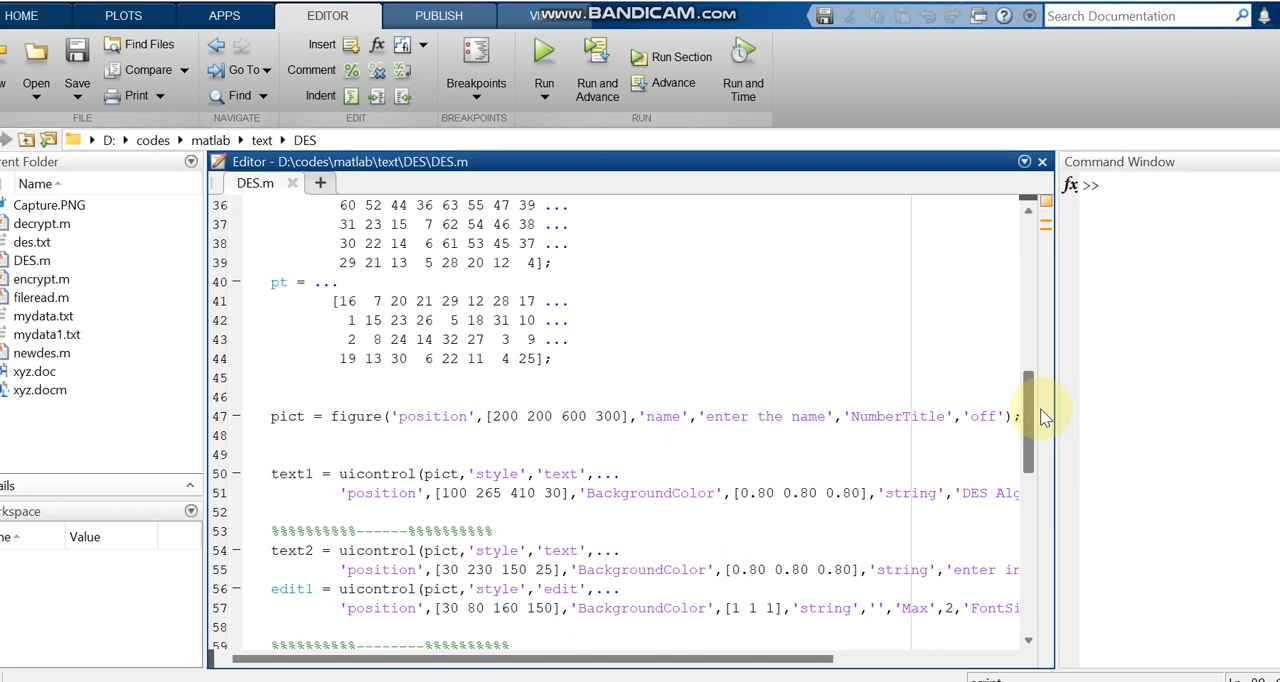 HOME PLOTS APPS EDITOR PUBLISH www.BANDICAM.com Search Documentation
Find Files Insert fx Run Section
Open Save Compare Go To Comment % Breakpoints Run Run and Advance Advance Run and Time
Print Find Indent
FILE NAVIGATE EDIT BREAKPOINTS RUN
D: codes matlab text DES
rent Folder Editor - D:\codes\matlab\text\DES\DES.m Command Window
Name DES.m + fx >>
Capture.PNG
decrypt.m
des.txt
DES.m
encrypt.m
fileread.m
mydata.txt
mydata1.txt
newdes.m
xyz.doc
xyz.docm
ails
rkspace
me Value
36 60 52 44 36 63 55 47 39 ...
37 31 23 15 7 62 54 46 38 ...
38 30 22 14 6 61 53 45 37 ...
39 29 21 13 5 28 20 12 4];
40 - pt = ...
41 [16 7 20 21 29 12 28 17 ...
42 1 15 23 26 5 18 31 10 ...
43 2 8 24 14 32 27 3 9 ...
44 19 13 30 6 22 11 4 25];
45
46
47 - pict = figure('position',[200 200 600 300],'name','enter the name','NumberTitle','off');
48
49
50 - text1 = uicontrol(pict,'style','text',...
51 'position',[100 265 410 30],'BackgroundColor',[0.80 0.80 0.80],'string','DES Alg
52
53 %%%%%%%%%%------%%%%%%%%%%
54 - text2 = uicontrol(pict,'style','text',...
55 'position',[30 230 150 25],'BackgroundColor',[0.80 0.80 0.80],'string','enter in
56 - edit1 = uicontrol(pict,'style','edit',...
57 'position',[30 80 160 150],'BackgroundColor',[1 1 1],'string','','Max',2,'FontSi
58
59 %%%%%%%%%%--------%%%%%%%%%%
script